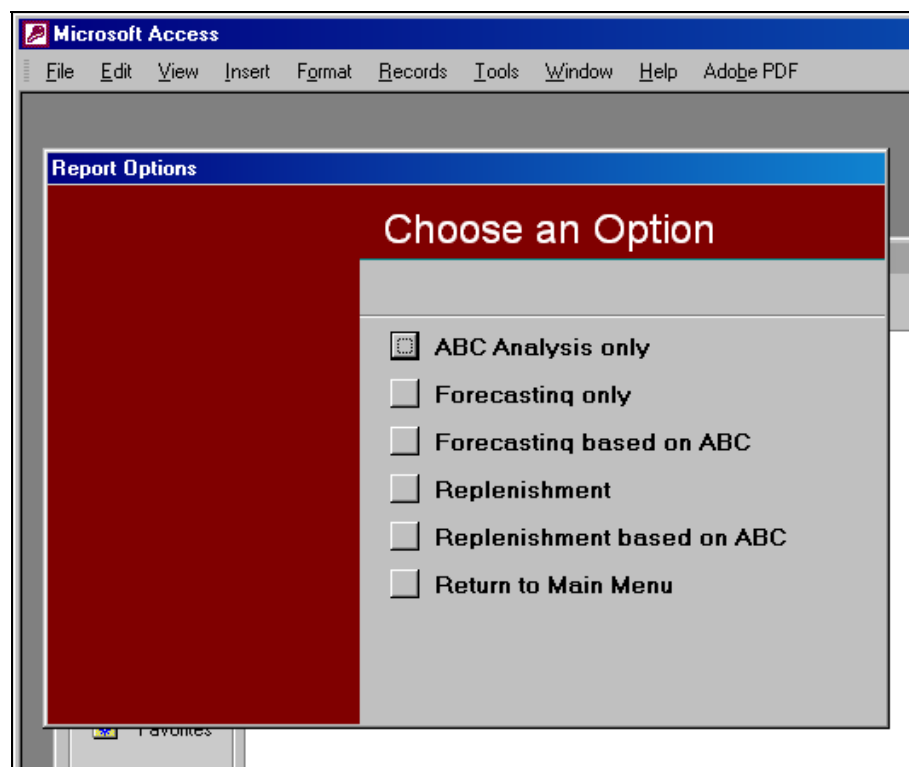 Microsoft Access
File Edit View Insert Format Records Tools Window Help Adobe PDF
Report Options
Choose an Option
ABC Analysis only
Forecasting only
Forecasting based on ABC
Replenishment
Replenishment based on ABC
Return to Main Menu
Favorites